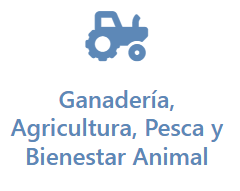 Ganadería,
Agricultura, Pesca y
Bienestar Animal